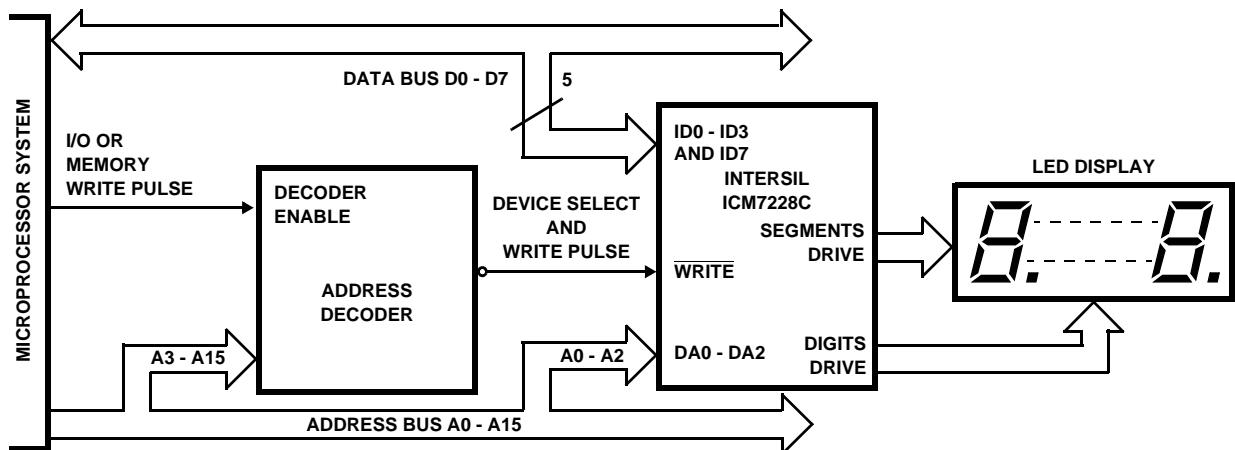 MICROPROCESSOR SYSTEM
DATA BUS D0 - D7
5
I/O OR
MEMORY
WRITE PULSE
DECODER
ENABLE
ADDRESS
DECODER
DEVICE SELECT
AND
WRITE PULSE
ID0 - ID3
AND ID7
INTERSIL
ICM7228C
SEGMENTS
DRIVE
WRITE
DA0 - DA2
DIGITS
DRIVE
LED DISPLAY
8. 8.
A3 - A15
A0 - A2
ADDRESS BUS A0 - A15